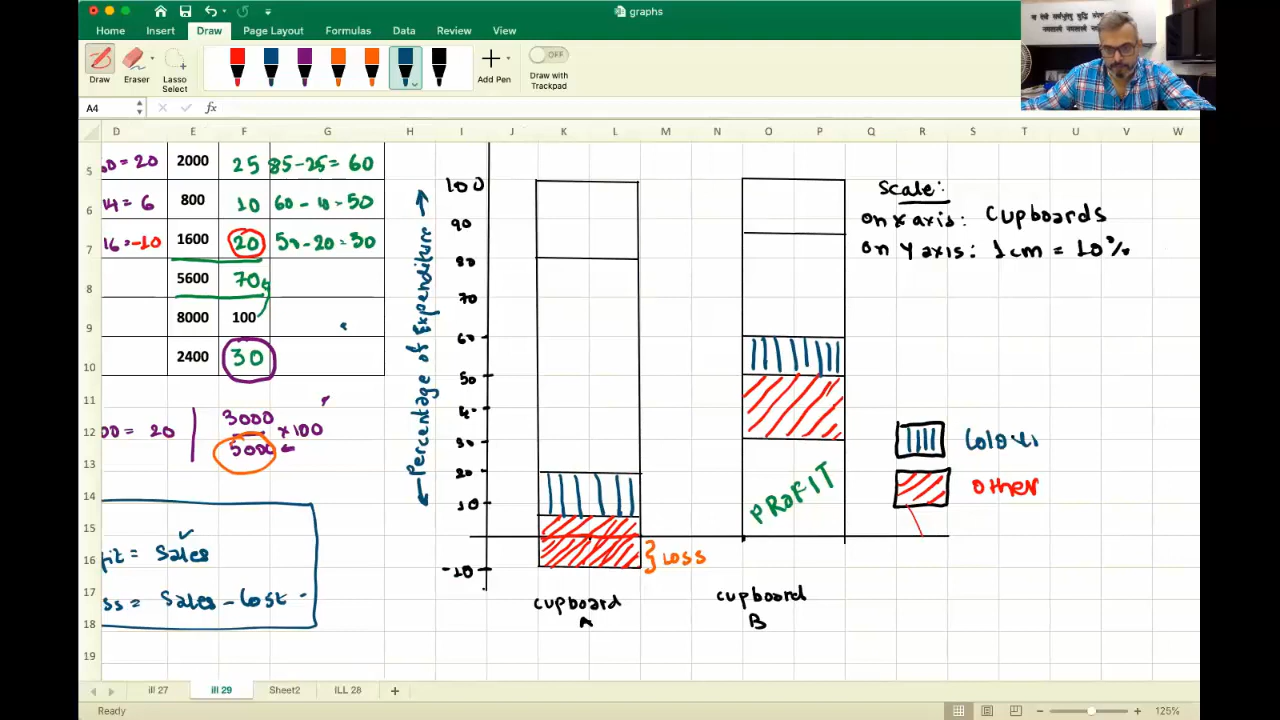 graphs
Home Insert Draw Page Layout Formulas Data Review View
Draw Eraser Lasso Select Add Pen OFF Draw with Trackpad
A4 fx
D E F G H I J K L M N O P Q R S T U V W
5 = 20 2000 25 85-25= 60
6 14 = 6 800 10 60 - 10 = 50
7 16 = -10 1600 20 50 - 20 = 30
8 5600 70
9 8000 100
10 2400 30
11
12
13
14
15
16
17
18
19
= 20 3000 × 100
5000
= Sales
= Sales - Cost
← Percentage of Expenditure →
100
90
80
70
60
50
40
30
20
10
-10
LOSS
PROFIT
cupboard A
cupboard B
Scale:
on x axis: Cupboards
on Y axis: 1cm = 10%
other
ill 27 ill 29 Sheet2 ILL 28 +
Ready 125%